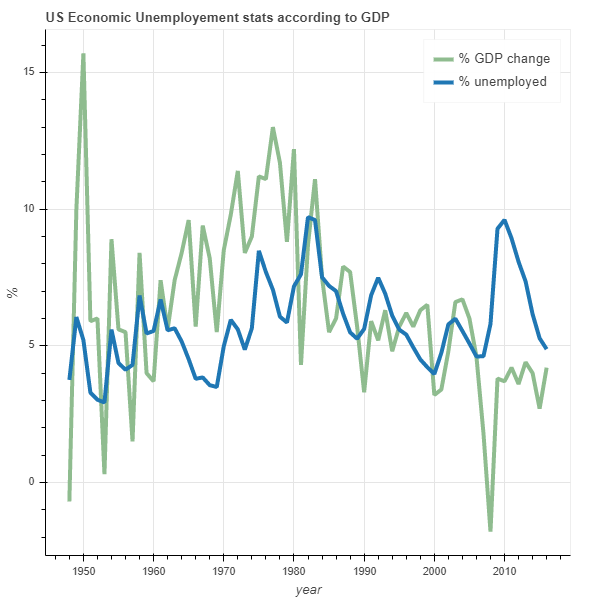 US Economic Unemployement stats according to GDP
% GDP change
% unemployed
15
10
5
0
%
1950 1960 1970 1980 1990 2000 2010
year